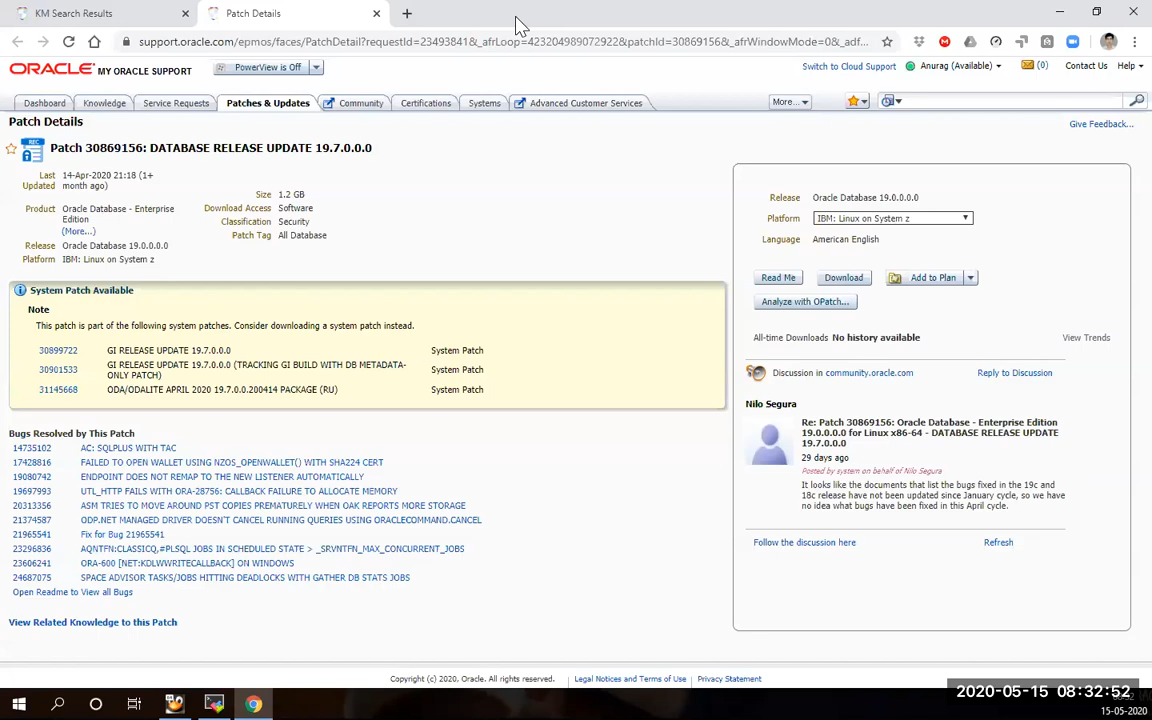 KM Search Results
Patch Details
support.oracle.com/epmos/faces/PatchDetail?requestId=23493841&_afrLoop=423204989072922&patchId=30869156&_afrWindowMode=0&_adf...
ORACLE MY ORACLE SUPPORT
PowerView is Off
Switch to Cloud Support
Anurag (Available)
(0)
Contact Us
Help
Dashboard
Knowledge
Service Requests
Patches & Updates
Community
Certifications
Systems
Advanced Customer Services
More...
Patch Details
Give Feedback...
Patch 30869156: DATABASE RELEASE UPDATE 19.7.0.0.0
Last Updated 14-Apr-2020 21:18 (1+ month ago)
Product Oracle Database - Enterprise Edition
(More...)
Release Oracle Database 19.0.0.0.0
Platform IBM: Linux on System z
Size 1.2 GB
Download Access Software
Classification Security
Patch Tag All Database
System Patch Available
Note
This patch is part of the following system patches. Consider downloading a system patch instead.
30899722 GI RELEASE UPDATE 19.7.0.0.0 System Patch
30901533 GI RELEASE UPDATE 19.7.0.0.0 (TRACKING GI BUILD WITH DB METADATA-ONLY PATCH) System Patch
31145668 ODA/ODALITE APRIL 2020 19.7.0.0.200414 PACKAGE (RU) System Patch
Bugs Resolved by This Patch
14735102 AC: SQLPLUS WITH TAC
17428816 FAILED TO OPEN WALLET USING NZOS_OPENWALLET() WITH SHA224 CERT
19080742 ENDPOINT DOES NOT REMAP TO THE NEW LISTENER AUTOMATICALLY
19697993 UTL_HTTP FAILS WITH ORA-28756: CALLBACK FAILURE TO ALLOCATE MEMORY
20313356 ASM TRIES TO MOVE AROUND PST COPIES PREMATURELY WHEN OAK REPORTS MORE STORAGE
21374587 ODP.NET MANAGED DRIVER DOESN'T CANCEL RUNNING QUERIES USING ORACLECOMMAND.CANCEL
21965541 Fix for Bug 21965541
23296836 AQNTFN:CLASSICQ,#PLSQL JOBS IN SCHEDULED STATE > _SRVNTFN_MAX_CONCURRENT_JOBS
23606241 ORA-600 [NET:KDLWWRITECALLBACK] ON WINDOWS
24687075 SPACE ADVISOR TASKS/JOBS HITTING DEADLOCKS WITH GATHER DB STATS JOBS
Open Readme to View all Bugs
View Related Knowledge to this Patch
Release Oracle Database 19.0.0.0.0
Platform IBM: Linux on System z
Language American English
Read Me
Download
Add to Plan
Analyze with OPatch...
All-time Downloads No history available
View Trends
Discussion in community.oracle.com
Reply to Discussion
Nilo Segura
Re: Patch 30869156: Oracle Database - Enterprise Edition
19.0.0.0.0 for Linux x86-64 - DATABASE RELEASE UPDATE
19.7.0.0.0
29 days ago
Posted by system on behalf of Nilo Segura
It looks like the documents that list the bugs fixed in the 19c
and 18c release have not been updated since January cycle, so we have
no idea what bugs have been fixed in this April cycle.
Follow the discussion here
Refresh
Copyright (c) 2020, Oracle. All rights reserved.
Legal Notices and Terms of Use
Privacy Statement
2020-05-15 08:32:52
15-05-2020